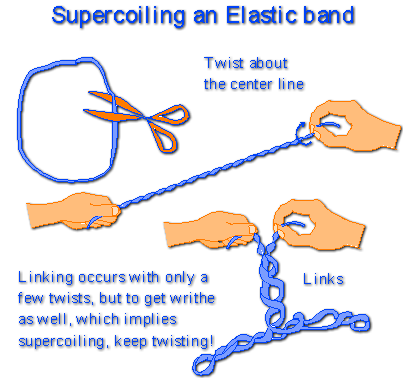 Supercoiling an Elastic band
Twist about
the center line
Links
Linking occurs with only a
few twists, but to get writhe
as well, which implies
supercoiling, keep twisting!